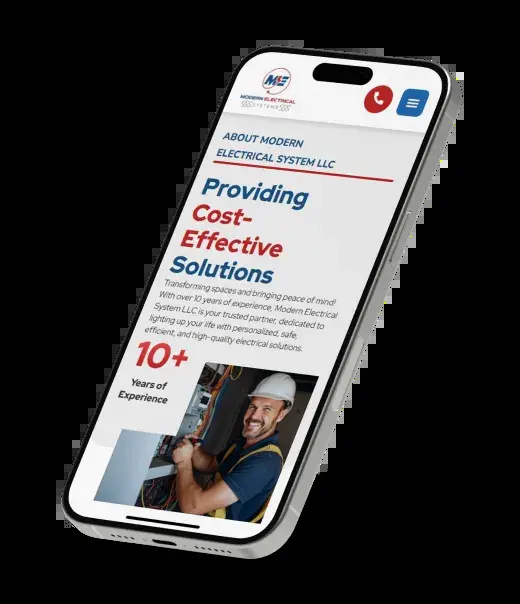 ME
MODERN ELECTRICAL
SYSTEMS
ABOUT MODERN
ELECTRICAL SYSTEM LLC
Providing
Cost-
Effective
Solutions
Transforming spaces and bringing peace of mind!
With over 10 years of experience, Modern Electrical
System LLC is your trusted partner, dedicated to
lighting up your life with personalized, safe,
efficient, and high-quality electrical solutions.
10+
Years of
Experience